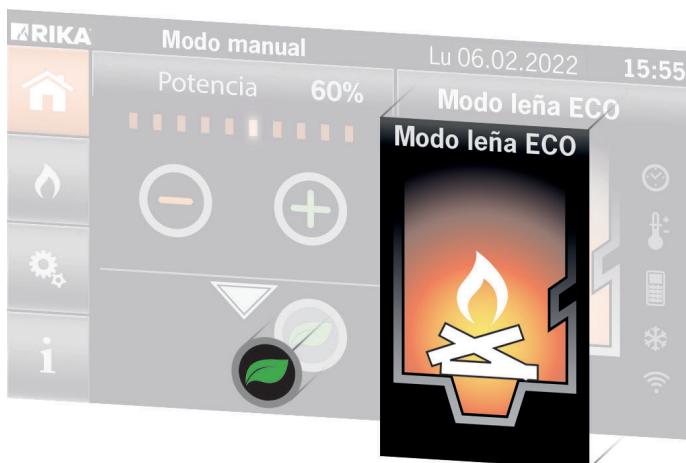 RIKA
Modo manual
Lu 06.02.2022
15:55
Potencia 60%
Modo leña ECO
Modo leña ECO
i